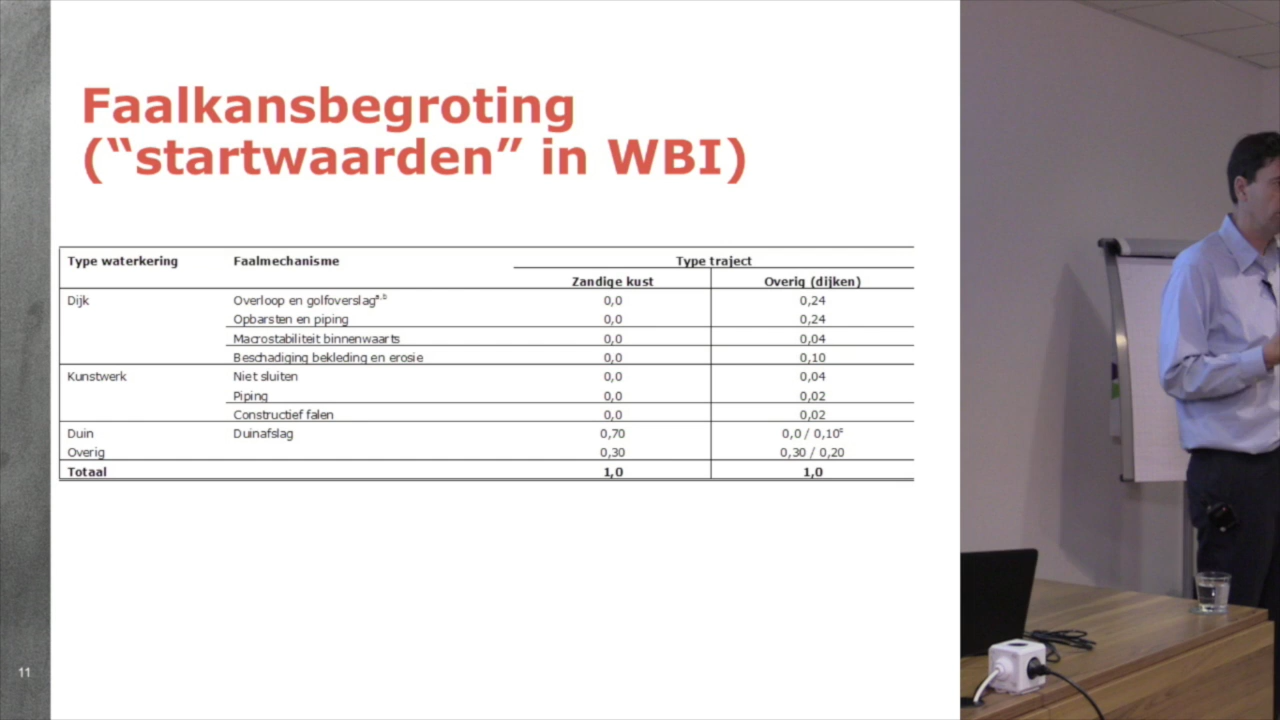 Faalkansbegroting
(“startwaarden” in WBI)
Type waterkering Faalmechanisme Type traject
Zandige kust Overig (dijken)
Dijk Overloop en golfoverslag a,b 0,0 0,24
Opbarsten en piping 0,0 0,24
Macrostabiliteit binnenwaarts 0,0 0,04
Beschadiging bekleding en erosie 0,0 0,10
Kunstwerk Niet sluiten 0,0 0,04
Piping 0,0 0,02
Constructief falen 0,0 0,02
Duin Duinafslag 0,70 0,0 / 0,10 c
Overig 0,30 0,30 / 0,20
Totaal 1,0 1,0
11